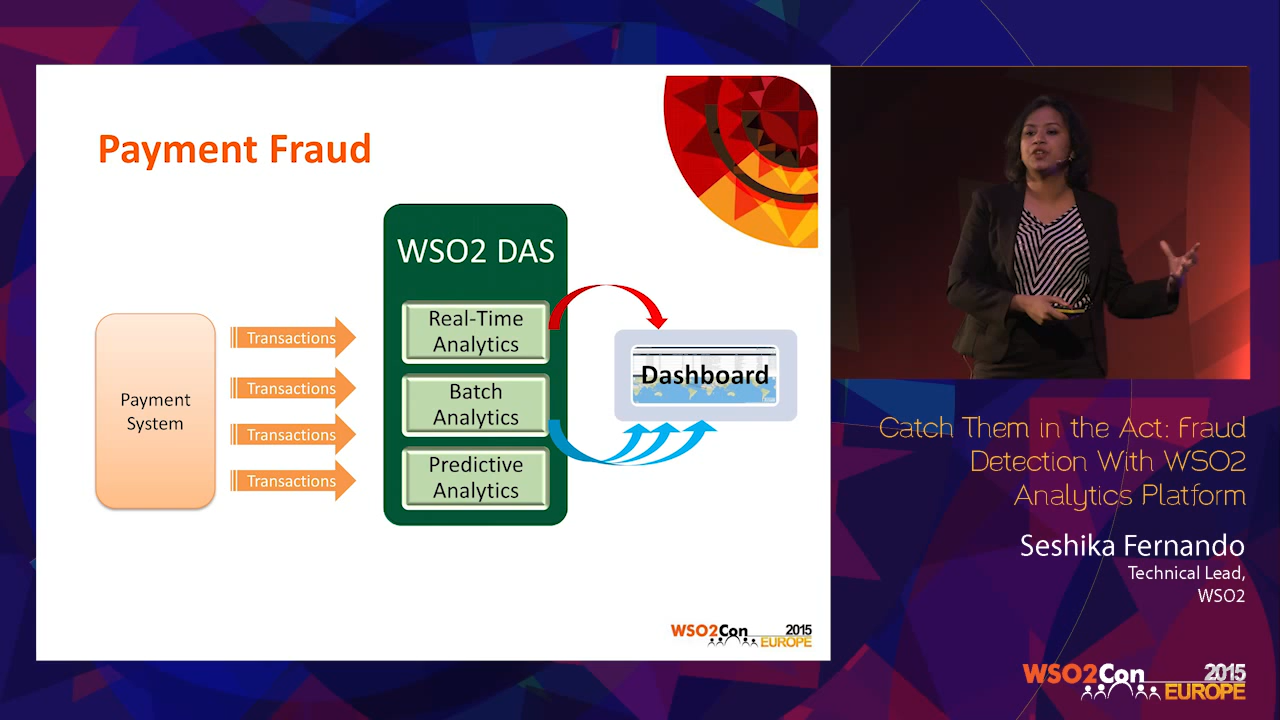 Payment Fraud
WSO2 DAS
Real-Time
Analytics
Batch
Analytics
Predictive
Analytics
Payment
System
Transactions
Transactions
Transactions
Transactions
Dashboard
WSO2Con 2015
EUROPE
Catch Them in the Act: Fraud
Detection With WSO2
Analytics Platform
Seshika Fernando
Technical Lead,
WSO2
WSO2Con 2015
EUROPE